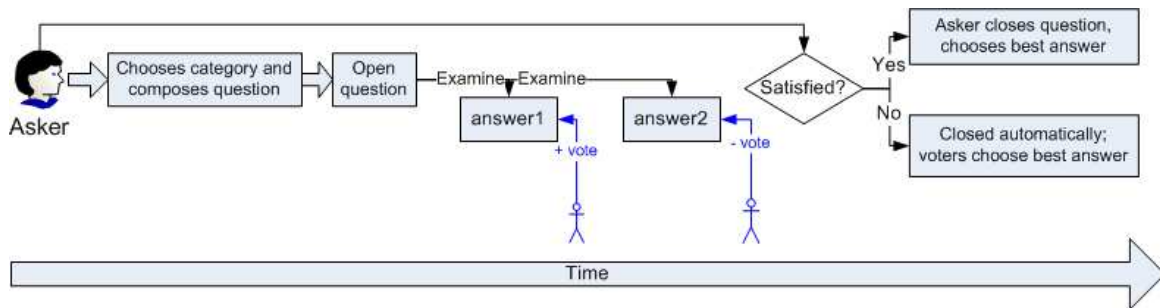 Asker
Chooses category and
composes question
Open
question
Examine
Examine
answer1
answer2
+ vote
- vote
Satisfied?
Yes
No
Asker closes question,
chooses best answer
Closed automatically;
voters choose best answer
Time